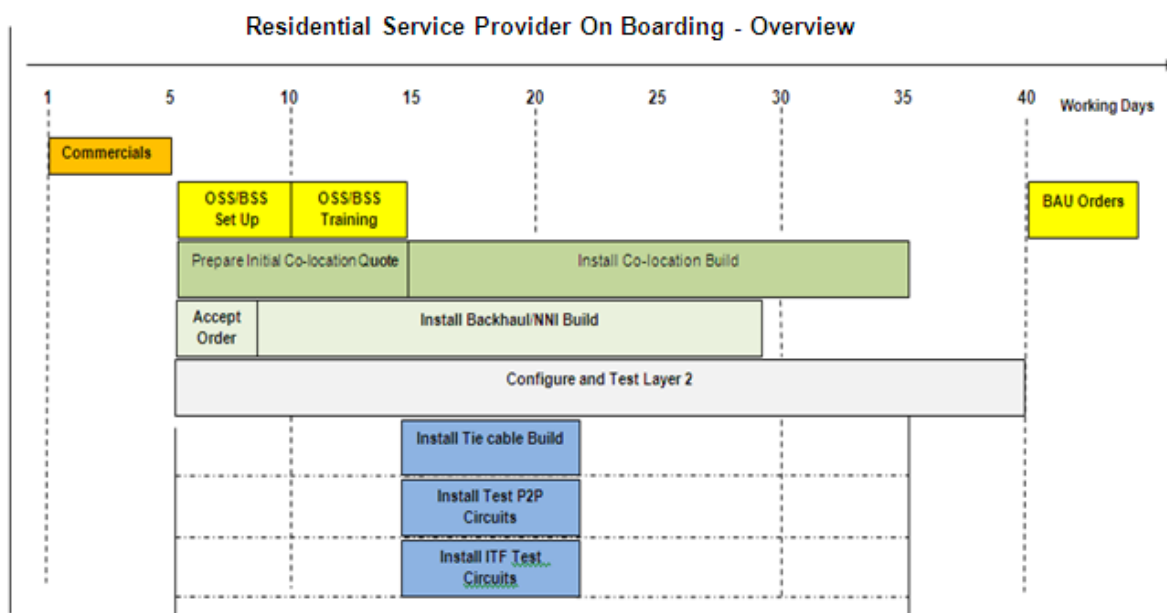 Residential Service Provider On Boarding - Overview
1 5 10 15 20 25 30 35 40 Working Days
Commercials
OSS/BSS
Set Up
OSS/BSS
Training
BAU Orders
Prepare Initial Co-location Quote
Install Co-location Build
Accept
Order
Install Backhaul/NNI Build
Configure and Test Layer 2
Install Tie cable Build
Install Test P2P
Circuits
Install ITF Test
Circuits